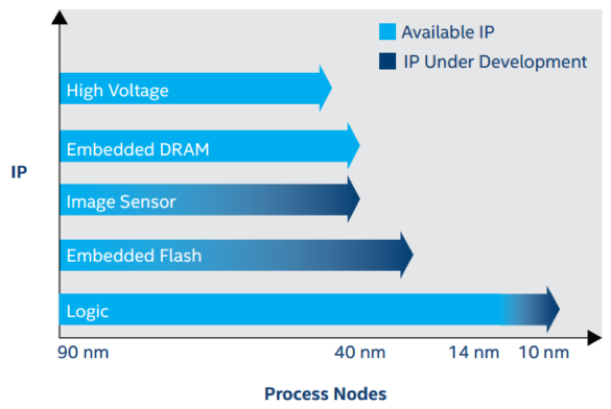 Available IP
IP Under Development
High Voltage
Embedded DRAM
IP
Image Sensor
Embedded Flash
Logic
90 nm 40 nm 14 nm 10 nm
Process Nodes